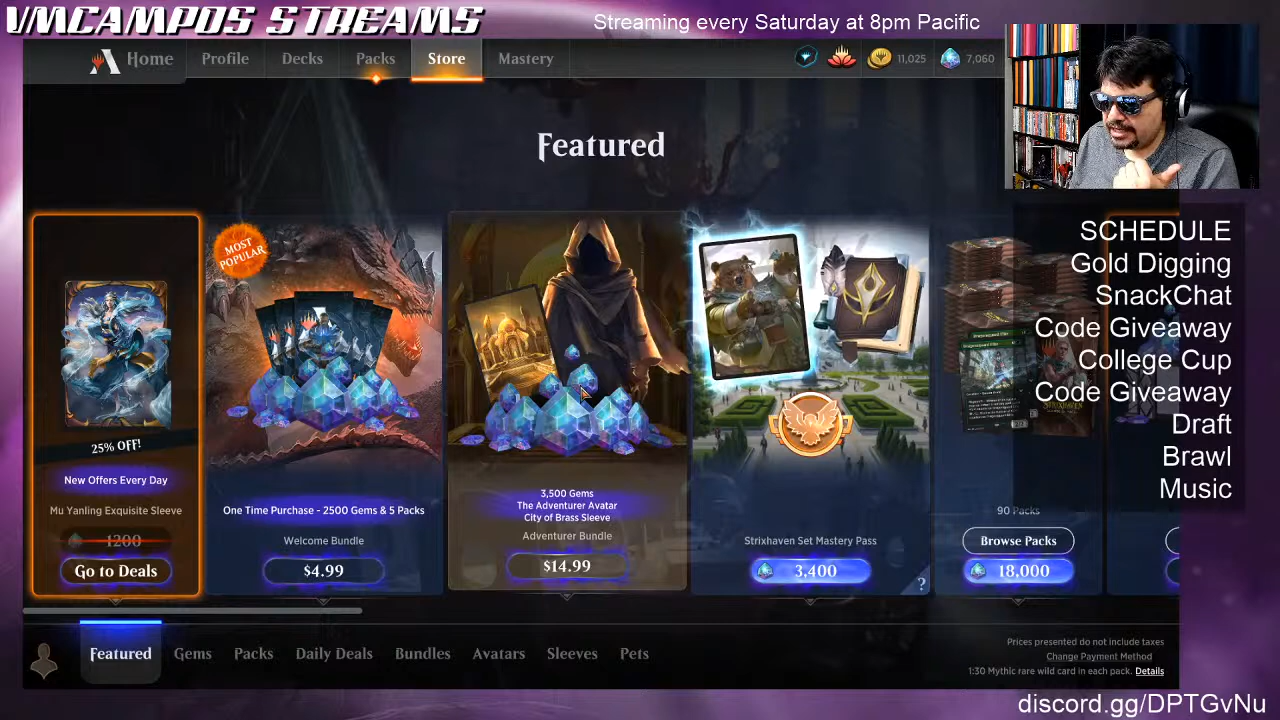 VMCAMPOS STREAMS
Streaming every Saturday at 8pm Pacific
Home
Profile
Decks
Packs
Store
Mastery
11,025
7,060
Featured
25% OFF!
New Offers Every Day
Mu Yanling Exquisite Sleeve
1200
Go to Deals
MOST POPULAR
One Time Purchase - 2500 Gems & 5 Packs
Welcome Bundle
$4.99
3,500 Gems
The Adventurer Avatar
City of Brass Sleeve
Adventurer Bundle
$14.99
Strixhaven Set Mastery Pass
3,400
?
90 Packs
Browse Packs
18,000
SCHEDULE
Gold Digging
SnackChat
Code Giveaway
College Cup
Code Giveaway
Draft
Brawl
Music
Featured
Gems
Packs
Daily Deals
Bundles
Avatars
Sleeves
Pets
Prices presented do not include taxes
Change Payment Method
1:30 Mythic rare wild card in each pack. Details
discord.gg/DPTGvNu